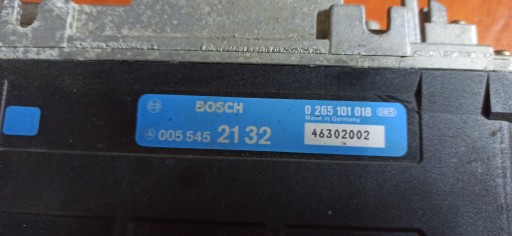 BOSCH
0 265 101 018
Made in Germany
005 545 21 32
46302002